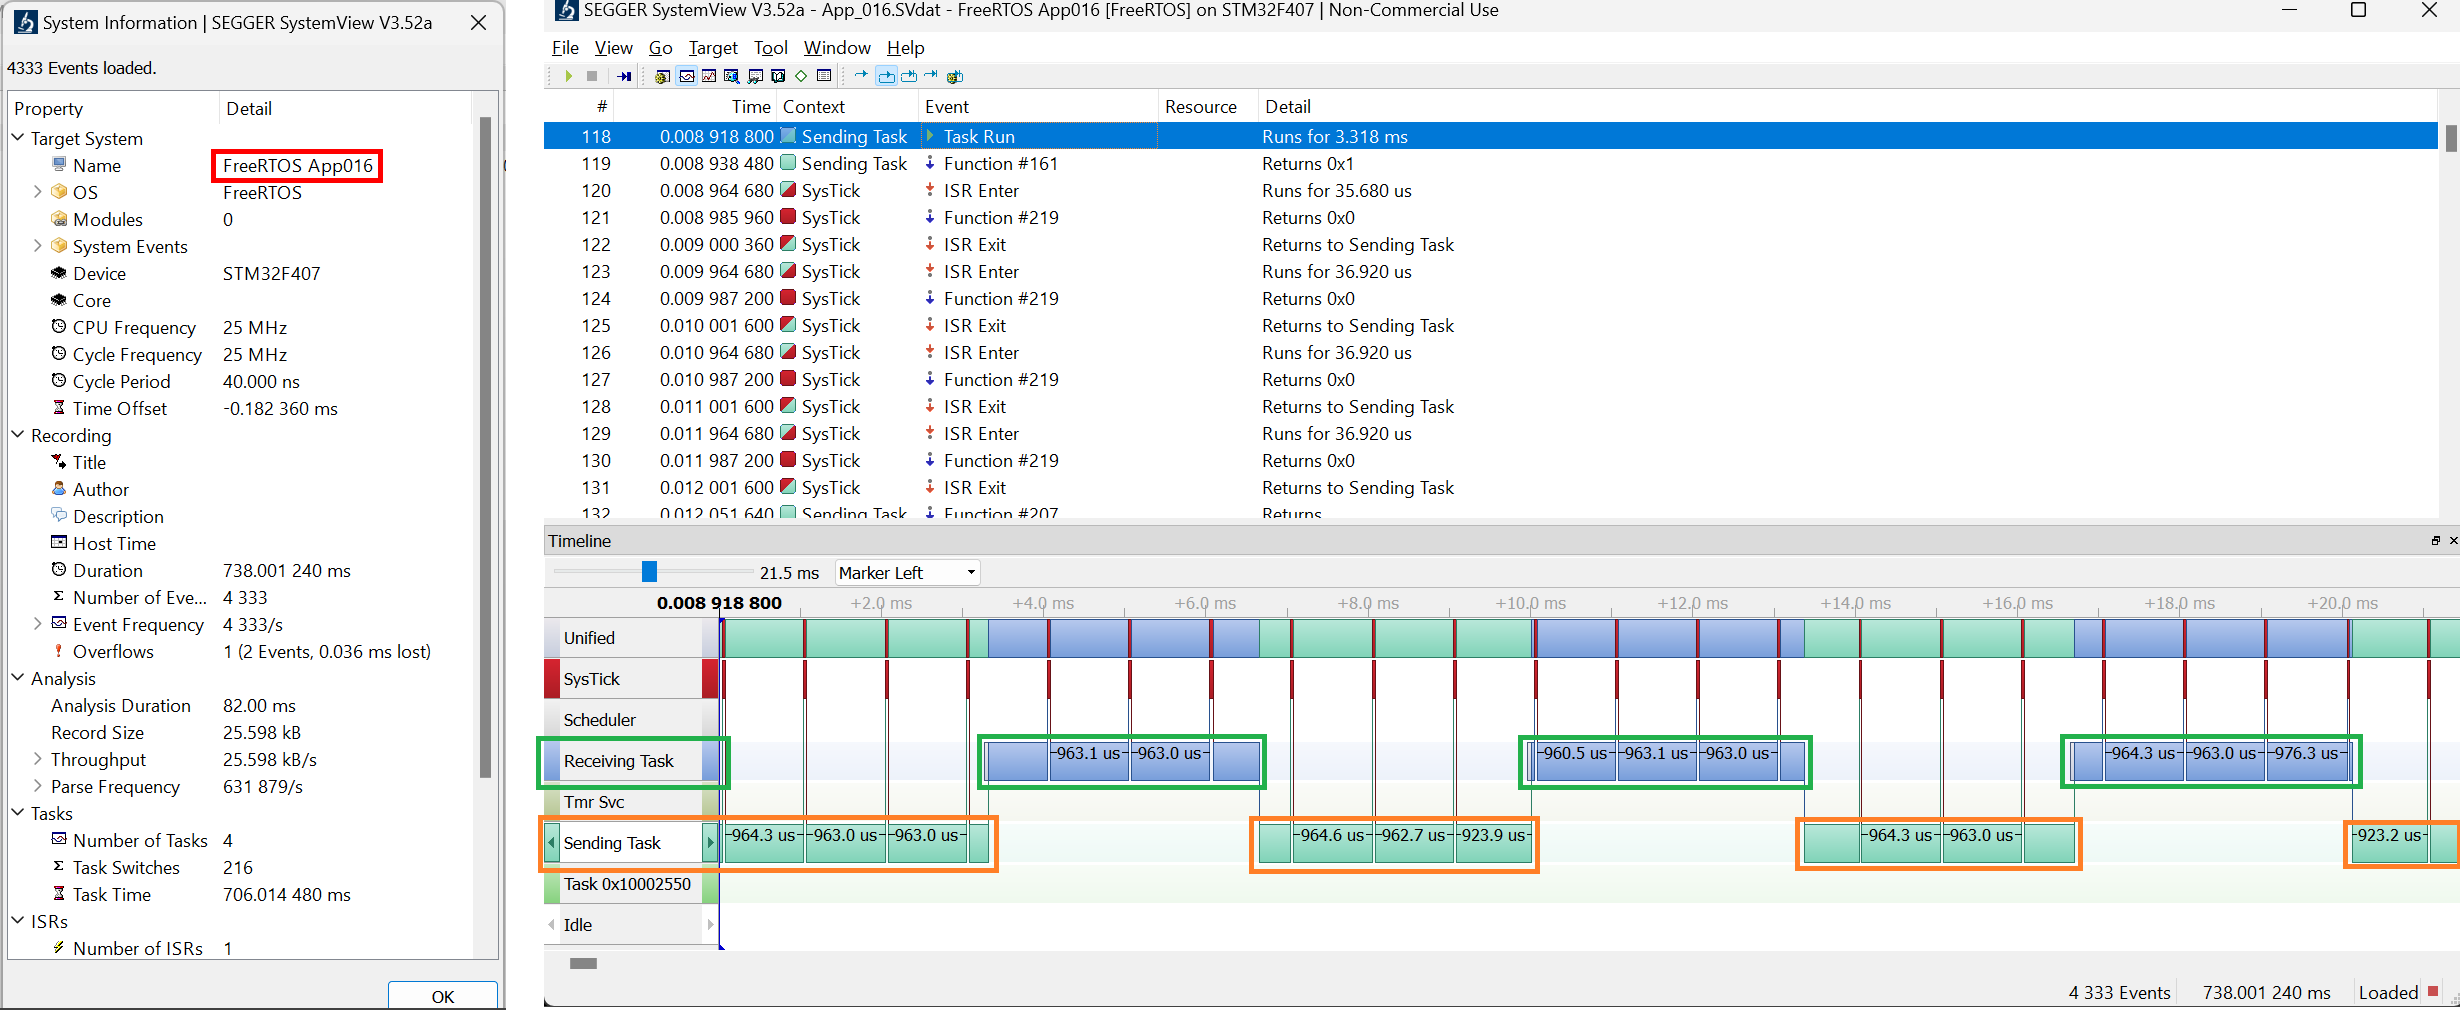 System Information | SEGGER SystemView V3.52a
4333 Events loaded.
Property Detail
Target System
Name FreeRTOS App016
OS FreeRTOS
Modules 0
System Events
Device STM32F407
Core
CPU Frequency 25 MHz
Cycle Frequency 25 MHz
Cycle Period 40.000 ns
Time Offset -0.182 360 ms
Recording
Title
Author
Description
Host Time
Duration 738.001 240 ms
Number of Eve... 4 333
Event Frequency 4 333/s
Overflows 1 (2 Events, 0.036 ms lost)
Analysis
Analysis Duration 82.00 ms
Record Size 25.598 kB
Throughput 25.598 kB/s
Parse Frequency 631 879/s
Tasks
Number of Tasks 4
Task Switches 216
Task Time 706.014 480 ms
ISRs
Number of ISRs 1
OK
SEGGER SystemView V3.52a - App_016.SVdat - FreeRTOS App016 [FreeRTOS] on STM32F407 | Non-Commercial Use
File View Go Target Tool Window Help
# Time Context Event Resource Detail
118 0.008 918 800 Sending Task Task Run Runs for 3.318 ms
119 0.008 938 480 Sending Task Function #161 Returns 0x1
120 0.008 964 680 SysTick ISR Enter Runs for 35.680 us
121 0.008 985 960 SysTick Function #219 Returns 0x0
122 0.009 000 360 SysTick ISR Exit Returns to Sending Task
123 0.009 964 680 SysTick ISR Enter Runs for 36.920 us
124 0.009 987 200 SysTick Function #219 Returns 0x0
125 0.010 001 600 SysTick ISR Exit Returns to Sending Task
126 0.010 964 680 SysTick ISR Enter Runs for 36.920 us
127 0.010 987 200 SysTick Function #219 Returns 0x0
128 0.011 001 600 SysTick ISR Exit Returns to Sending Task
129 0.011 964 680 SysTick ISR Enter Runs for 36.920 us
130 0.011 987 200 SysTick Function #219 Returns 0x0
131 0.012 001 600 SysTick ISR Exit Returns to Sending Task
132 0.012 051 640 Sending Task Function #207 Returns
Timeline
21.5 ms Marker Left
0.008 918 800 +2.0 ms +4.0 ms +6.0 ms +8.0 ms +10.0 ms +12.0 ms +14.0 ms +16.0 ms +18.0 ms +20.0 ms
Unified
SysTick
Scheduler
Receiving Task 963.1 us 963.0 us 960.5 us 963.1 us 963.0 us 964.3 us 963.0 us 976.3 us
Tmr Svc
Sending Task 964.3 us 963.0 us 963.0 us 964.6 us 962.7 us 923.9 us 964.3 us 963.0 us 923.2 us
Task 0x10002550
Idle
4 333 Events 738.001 240 ms Loaded